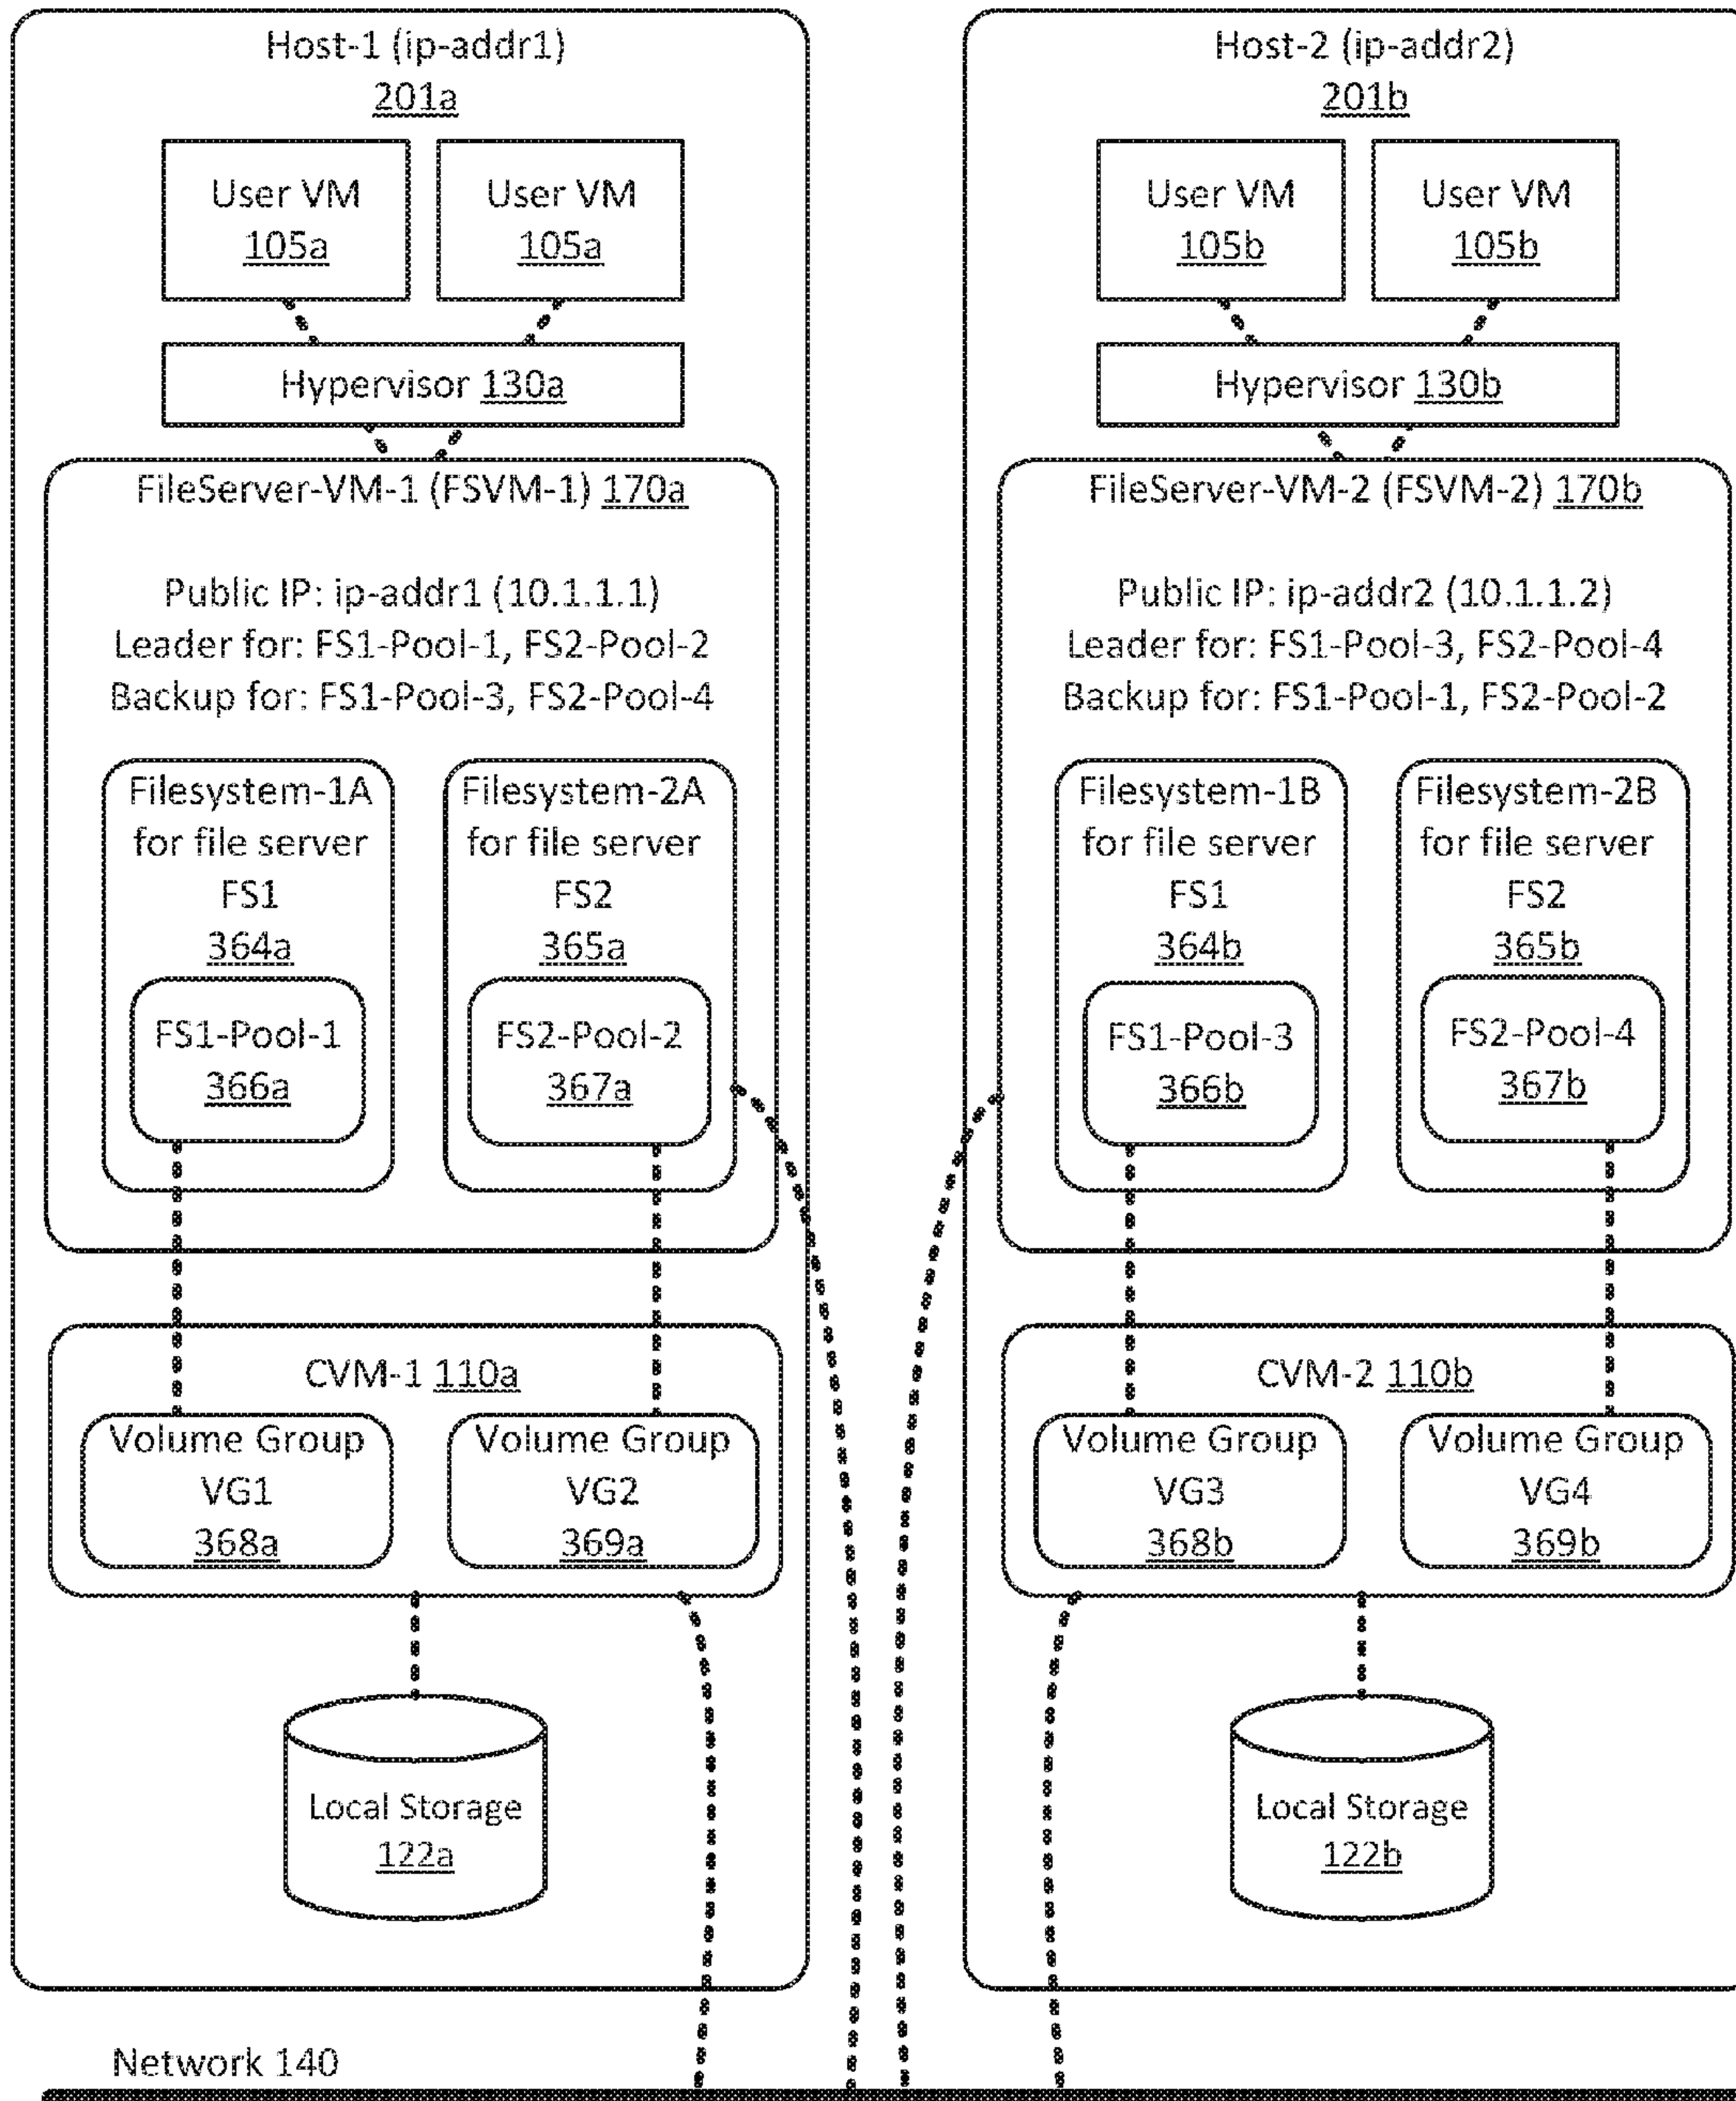 Host-1 (ip-addr1)
201a
User VM
105a
User VM
105a
Hypervisor 130a
FileServer-VM-1 (FSVM-1) 170a
Public IP: ip-addr1 (10.1.1.1)
Leader for: FS1-Pool-1, FS2-Pool-2
Backup for: FS1-Pool-3, FS2-Pool-4
Filesystem-1A
for file server
FS1
364a
FS1-Pool-1
366a
Filesystem-2A
for file server
FS2
365a
FS2-Pool-2
367a
CVM-1 110a
Volume Group
VG1
368a
Volume Group
VG2
369a
Local Storage
122a
Host-2 (ip-addr2)
201b
User VM
105b
User VM
105b
Hypervisor 130b
FileServer-VM-2 (FSVM-2) 170b
Public IP: ip-addr2 (10.1.1.2)
Leader for: FS1-Pool-3, FS2-Pool-4
Backup for: FS1-Pool-1, FS2-Pool-2
Filesystem-1B
for file server
FS1
364b
FS1-Pool-3
366b
Filesystem-2B
for file server
FS2
365b
FS2-Pool-4
367b
CVM-2 110b
Volume Group
VG3
368b
Volume Group
VG4
369b
Local Storage
122b
Network 140